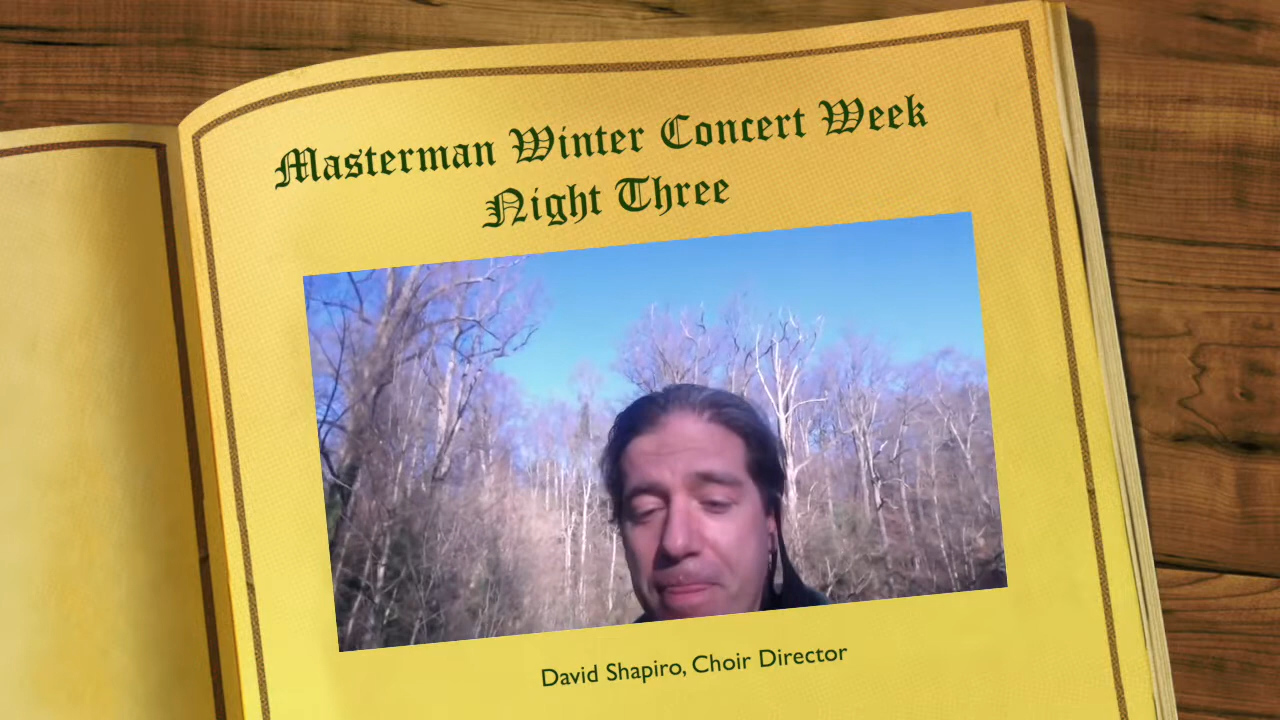 Masterman Winter Concert Week
Night Three
David Shapiro, Choir Director